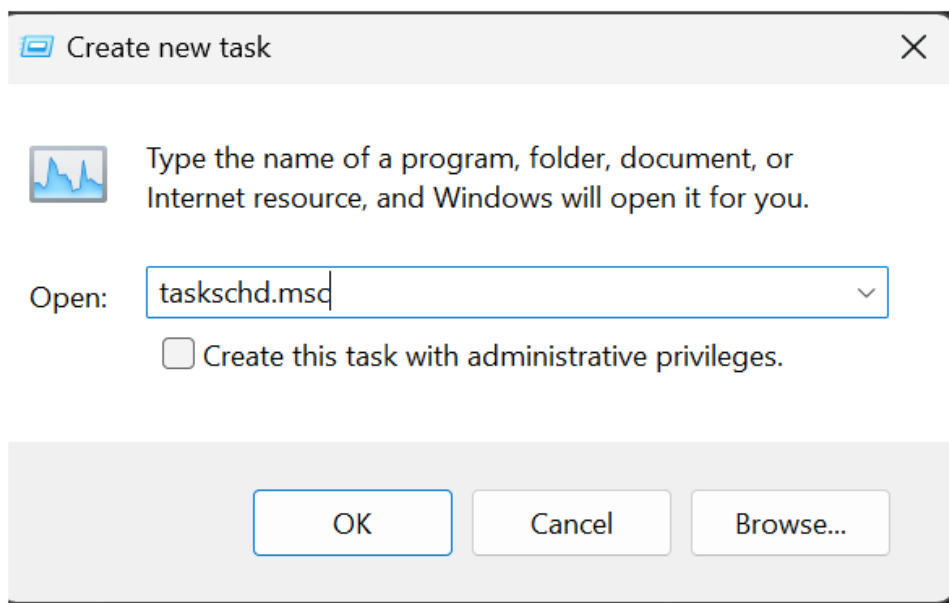 Create new task
Type the name of a program, folder, document, or
Internet resource, and Windows will open it for you.
Open: taskschd.msc
Create this task with administrative privileges.
OK Cancel Browse...